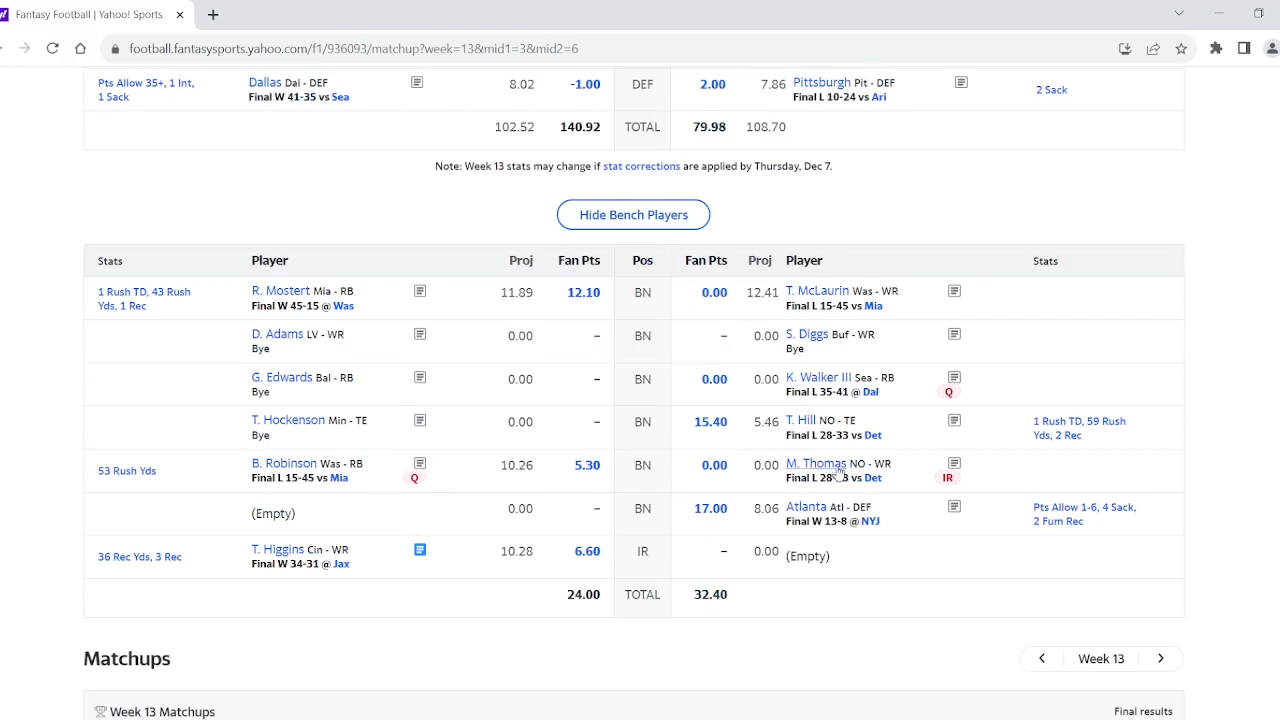 Fantasy Football | Yahoo! Sports
football.fantasysports.yahoo.com/f1/936093/matchup?week=13&mid1=3&mid2=6
Pts Allow 35+, 1 Int, Dallas Dal - DEF 8.02 -1.00 DEF 2.00 7.86 Pittsburgh Pit - DEF 2 Sack
1 Sack Final W 41-35 vs Sea Final L 10-24 vs Ari
102.52 140.92 TOTAL 79.98 108.70
Note: Week 13 stats may change if stat corrections are applied by Thursday, Dec 7.
Hide Bench Players
Stats Player Proj Fan Pts Pos Fan Pts Proj Player Stats
1 Rush TD, 43 Rush R. Mostert Mia - RB 11.89 12.10 BN 0.00 12.41 T. McLaurin Was - WR
Yds, 1 Rec Final W 45-15 @ Was Final L 15-45 vs Mia
D. Adams LV - WR 0.00 – BN – 0.00 S. Diggs Buf - WR
Bye Bye
G. Edwards Bal - RB 0.00 – BN 0.00 0.00 K. Walker III Sea - RB
Bye Final L 35-41 @ Dal Q
T. Hockenson Min - TE 0.00 – BN 15.40 5.46 T. Hill NO - TE 1 Rush TD, 59 Rush
Bye Final L 28-33 vs Det Yds, 2 Rec
53 Rush Yds B. Robinson Was - RB 10.26 5.30 BN 0.00 0.00 M. Thomas NO - WR
Final L 15-45 vs Mia Q Final L 28-33 vs Det IR
(Empty) 0.00 – BN 17.00 8.06 Atlanta Atl - DEF Pts Allow 1-6, 4 Sack,
Final W 13-8 @ NYJ 2 Fum Rec
36 Rec Yds, 3 Rec T. Higgins Cin - WR 10.28 6.60 IR – 0.00 (Empty)
Final W 34-31 @ Jax
24.00 TOTAL 32.40
Matchups Week 13
Week 13 Matchups Final results